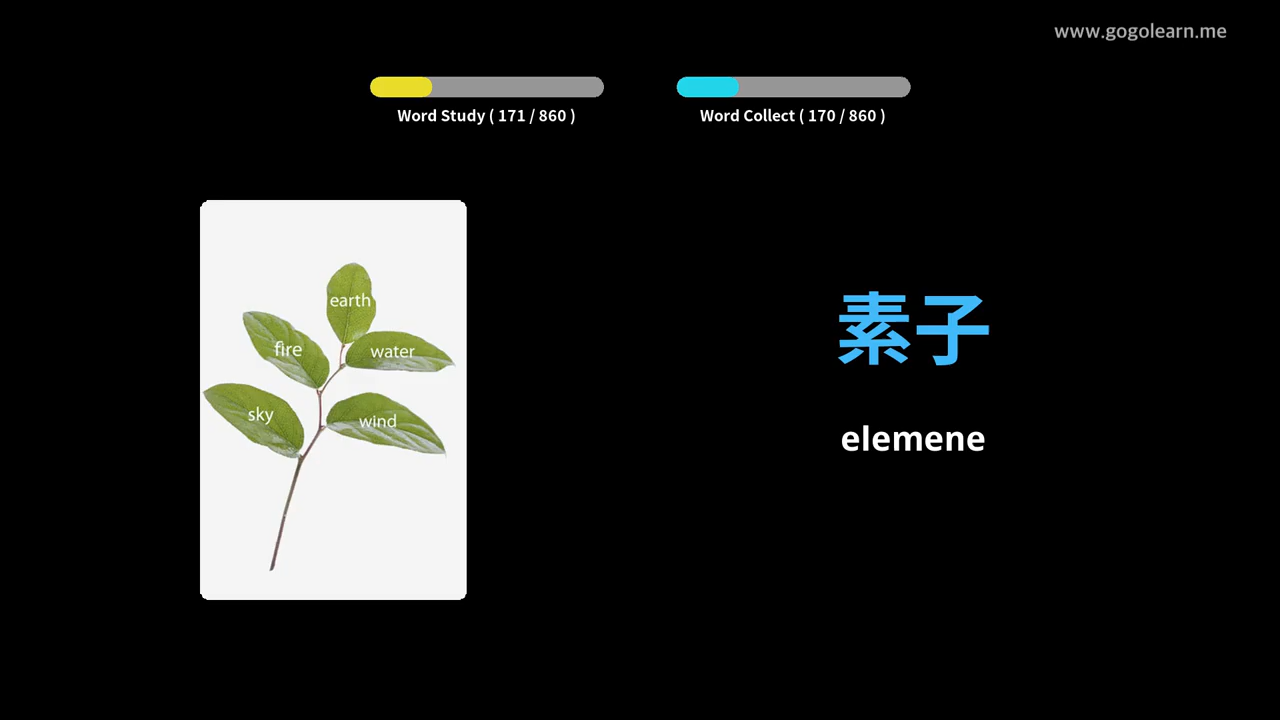 www.gogolearn.me
Word Study ( 171 / 860 )
Word Collect ( 170 / 860 )
earth
fire
water
sky
wind
素子
elemene